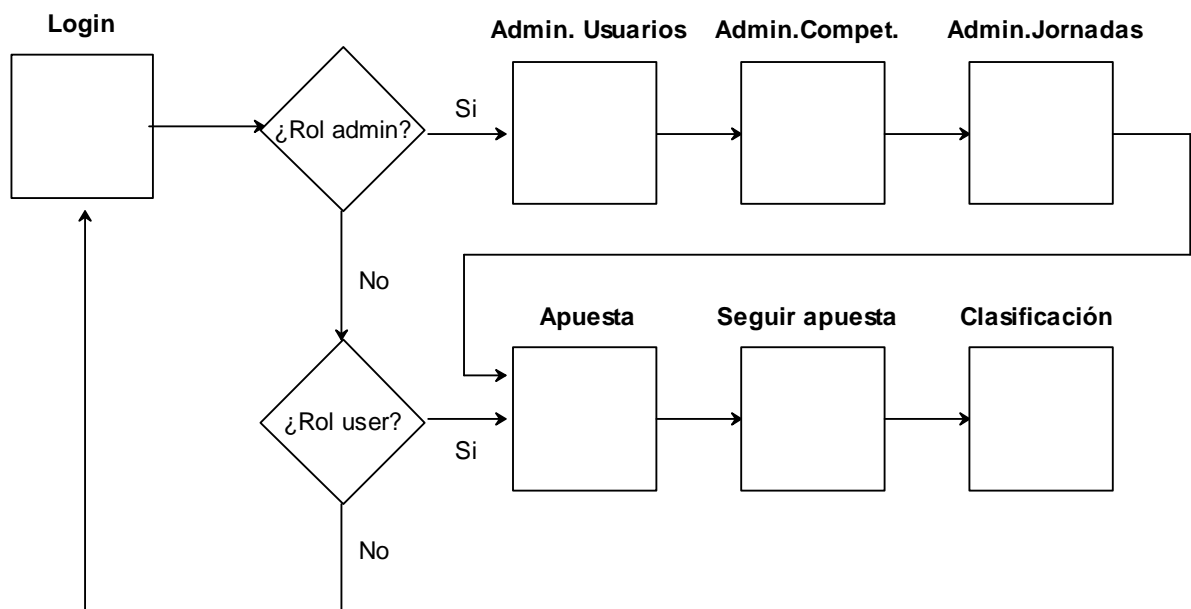 Login
Admin. Usuarios
Admin.Compet.
Admin.Jornadas
¿Rol admin?
Si
No
Apuesta
Seguir apuesta
Clasificación
¿Rol user?
Si
No